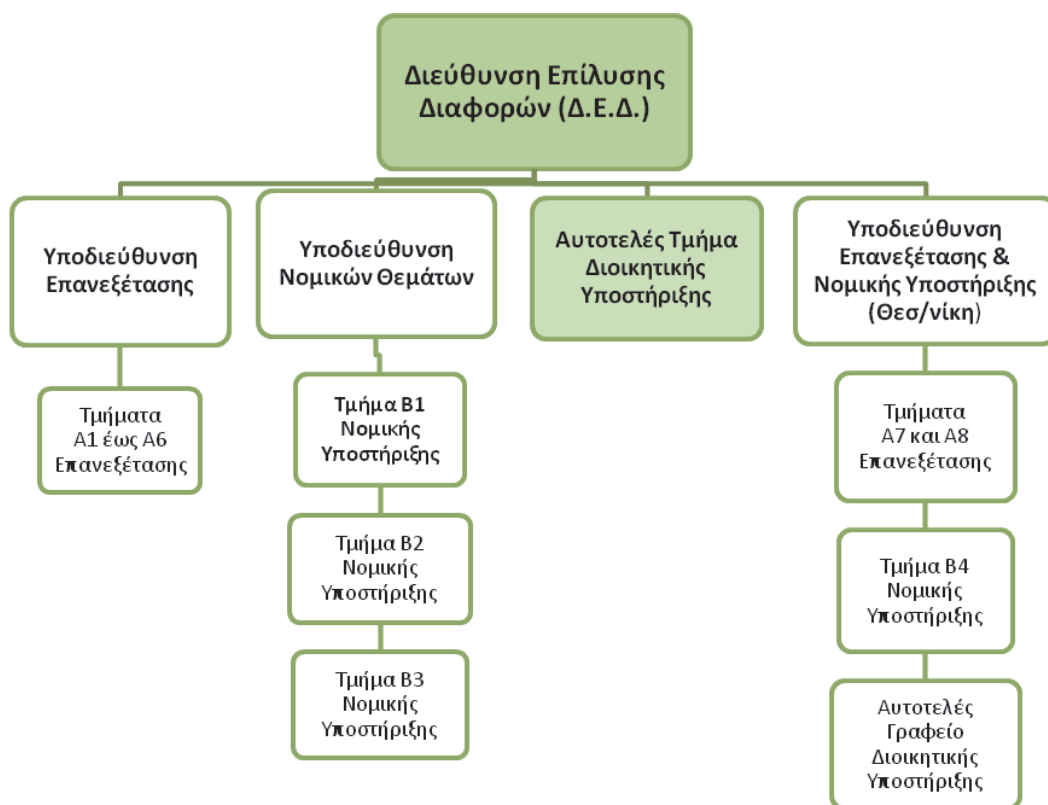 Διεύθυνση Επίλυσης
Διαφορών (Δ.Ε.Δ.)
Υποδιεύθυνση
Επανεξέτασης
Υποδιεύθυνση
Νομικών Θεμάτων
Αυτοτελές Τμήμα
Διοικητικής
Υποστήριξης
Υποδιεύθυνση
Επανεξέτασης &
Νομικής Υποστήριξης
(Θεσ/νίκη)
Τμήματα
Α1 έως Α6
Επανεξέτασης
Τμήμα Β1
Νομικής
Υποστήριξης
Τμήμα Β2
Νομικής
Υποστήριξης
Τμήμα Β3
Νομικής
Υποστήριξης
Τμήματα
Α7 και Α8
Επανεξέτασης
Τμήμα Β4
Νομικής
Υποστήριξης
Αυτοτελές
Γραφείο
Διοικητικής
Υποστήριξης